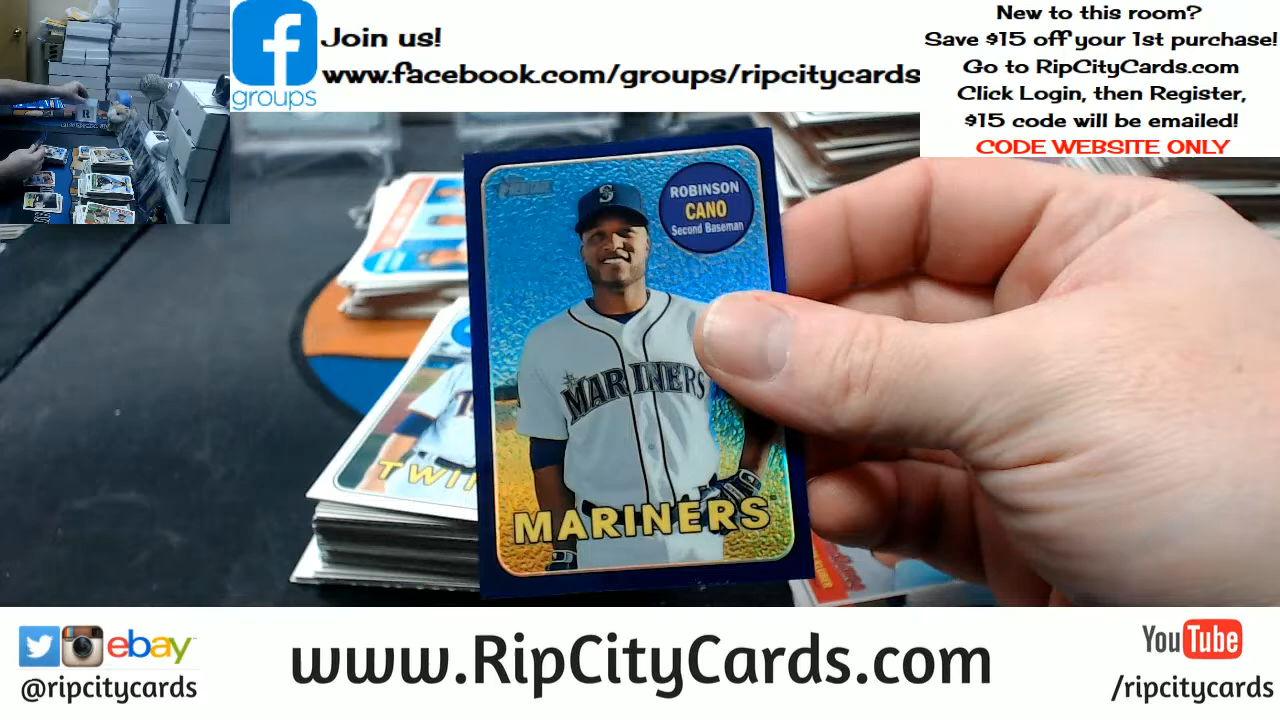 Join us!
www.facebook.com/groups/ripcitycards
groups
New to this room?
Save $15 off your 1st purchase!
Go to RipCityCards.com
Click Login, then Register,
$15 code will be emailed!
CODE WEBSITE ONLY
HERITAGE
ROBINSON
CANO
Second Baseman
S
MARINERS
MARINERS
TWI
ebay
@ripcitycards
www.RipCityCards.com
YouTube
/ripcitycards